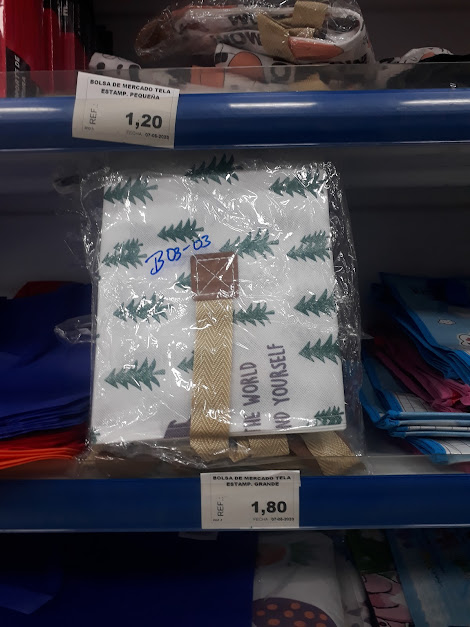 BOLSA DE MERCADO TELA
ESTAMP. PEQUEÑA
REF.
1,20
B03-03
THE WORLD
ND YOURSELF
BOLSA DE MERCADO TELA
ESTAMP. GRANDE
REF.
1,80